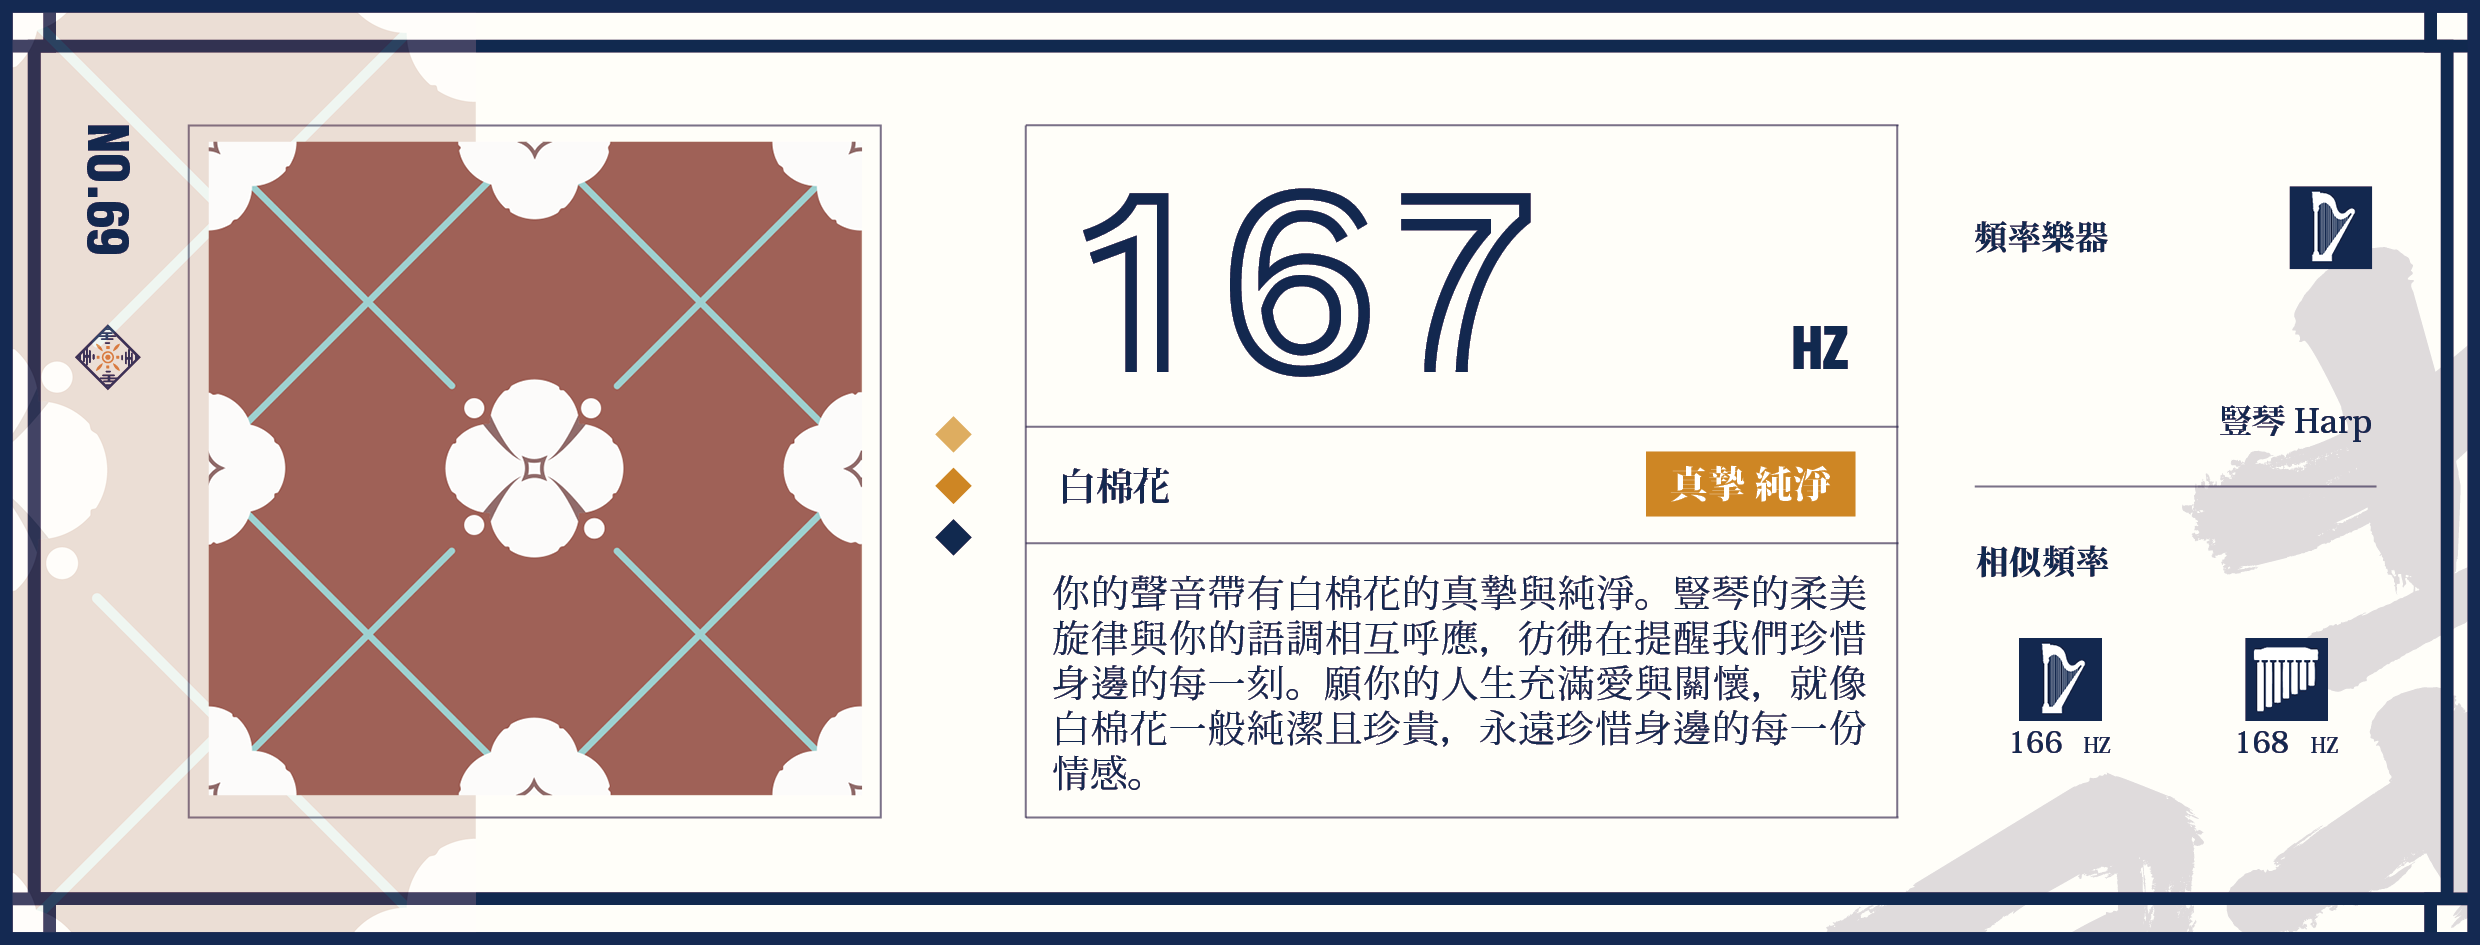 NO.69
167
HZ
白棉花
真摯 純淨
你的聲音帶有白棉花的真摯與純淨。豎琴的柔美
旋律與你的語調相互呼應，彷彿在提醒我們珍惜
身邊的每一刻。願你的人生充滿愛與關懷，就像
白棉花一般純潔且珍貴，永遠珍惜身邊的每一份
情感。
頻率樂器
豎琴 Harp
相似頻率
166 HZ
168 HZ